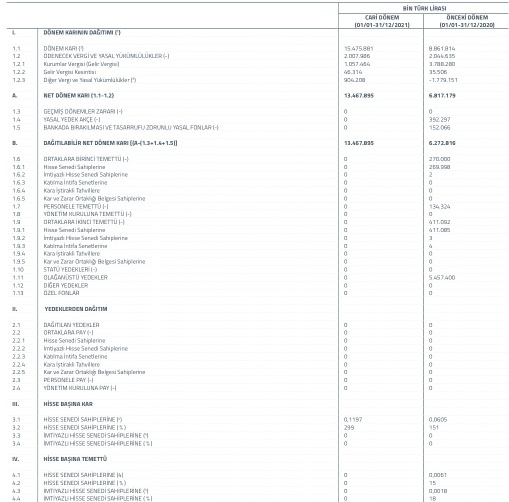 BİN TÜRK LİRASI
CARİ DÖNEM ÖNCEKİ DÖNEM
(01/01-31/12/2021) (01/01-31/12/2020)
I. DÖNEM KARININ DAĞITIMI (*)
1.1 DÖNEM KARI (*) 15.475.881 8.861.814
1.2 ÖDENECEK VERGİ VE YASAL YÜKÜMLÜLÜKLER (-) 2.007.986 2.044.635
1.2.1 Kurumlar Vergisi (Gelir Vergisi) 1.057.464 3.788.280
1.2.2 Gelir Vergisi Kesintisi 46.314 35.506
1.2.3 Diğer Vergi ve Yasal Yükümlülükler 904.208 -1.779.151
A. NET DÖNEM KARI (1.1-1.2) 13.467.895 6.817.179
1.3 GEÇMİŞ DÖNEMLER ZARARI (-) 0 0
1.4 YASAL YEDEK AKÇE (-) 0 392.297
1.5 BANKADA BIRAKILMASI VE TASARRUFU ZORUNLU YASAL FONLAR (-) 0 152.066
B. DAĞITILABİLİR NET DÖNEM KARI [(A-(1.3+1.4+1.5)] 13.467.895 6.272.816
1.6 ORTAKLARA BİRİNCİ TEMETTÜ (-) 0 270.000
1.6.1 Hisse Senedi Sahiplerine 0 269.998
1.6.2 İmtiyazlı Hisse Senedi Sahiplerine 0 2
1.6.3 Katılma İntifa Senetlerine 0 0
1.6.4 Kara İştirakli Tahvillere 0 0
1.6.5 Kar ve Zarar Ortaklığı Belgesi Sahiplerine 0 0
1.7 PERSONELE TEMETTÜ (-) 0 134.324
1.8 YÖNETİM KURULUNA TEMETTÜ (-) 0 0
1.9 ORTAKLARA İKİNCİ TEMETTÜ (-) 0 411.092
1.9.1 Hisse Senedi Sahiplerine 0 411.085
1.9.2 İmtiyazlı Hisse Senedi Sahiplerine 0 3
1.9.3 Katılma İntifa Senetlerine 0 4
1.9.4 Kara İştirakli Tahvillere 0 0
1.9.5 Kar ve Zarar Ortaklığı Belgesi Sahiplerine 0 0
1.10 STATÜ YEDEKLERİ (-) 0 0
1.11 OLAĞANÜSTÜ YEDEKLER 0 5.457.400
1.12 DİĞER YEDEKLER 0 0
1.13 ÖZEL FONLAR 0 0
II. YEDEKLERDEN DAĞITIM
2.1 DAĞITILAN YEDEKLER 0 0
2.2 ORTAKLARA PAY (-) 0 0
2.2.1 Hisse Senedi Sahiplerine 0 0
2.2.2 İmtiyazlı Hisse Senedi Sahiplerine 0 0
2.2.3 Katılma İntifa Senetlerine 0 0
2.2.4 Kara İştirakli Tahvillere 0 0
2.2.5 Kar ve Zarar Ortaklığı Belgesi Sahiplerine 0 0
2.3 PERSONELE PAY (-) 0 0
2.4 YÖNETİM KURULUNA PAY (-) 0 0
III. HİSSE BAŞINA KAR
3.1 HİSSE SENEDİ SAHİPLERİNE 0,1197 0,0605
3.2 HİSSE SENEDİ SAHİPLERİNE (%) 299 151
3.3 İMTİYAZLI HİSSE SENEDİ SAHİPLERİNE 0 0
3.4 İMTİYAZLI HİSSE SENEDİ SAHİPLERİNE (%) 0 0
IV. HİSSE BAŞINA TEMETTÜ
4.1 HİSSE SENEDİ SAHİPLERİNE (4) 0 0,0061
4.2 HİSSE SENEDİ SAHİPLERİNE (%) 0 15
4.3 İMTİYAZLI HİSSE SENEDİ SAHİPLERİNE 0 0,0018
4.4 İMTİYAZLI HİSSE SENEDİ SAHİPLERİNE (%) 0 18